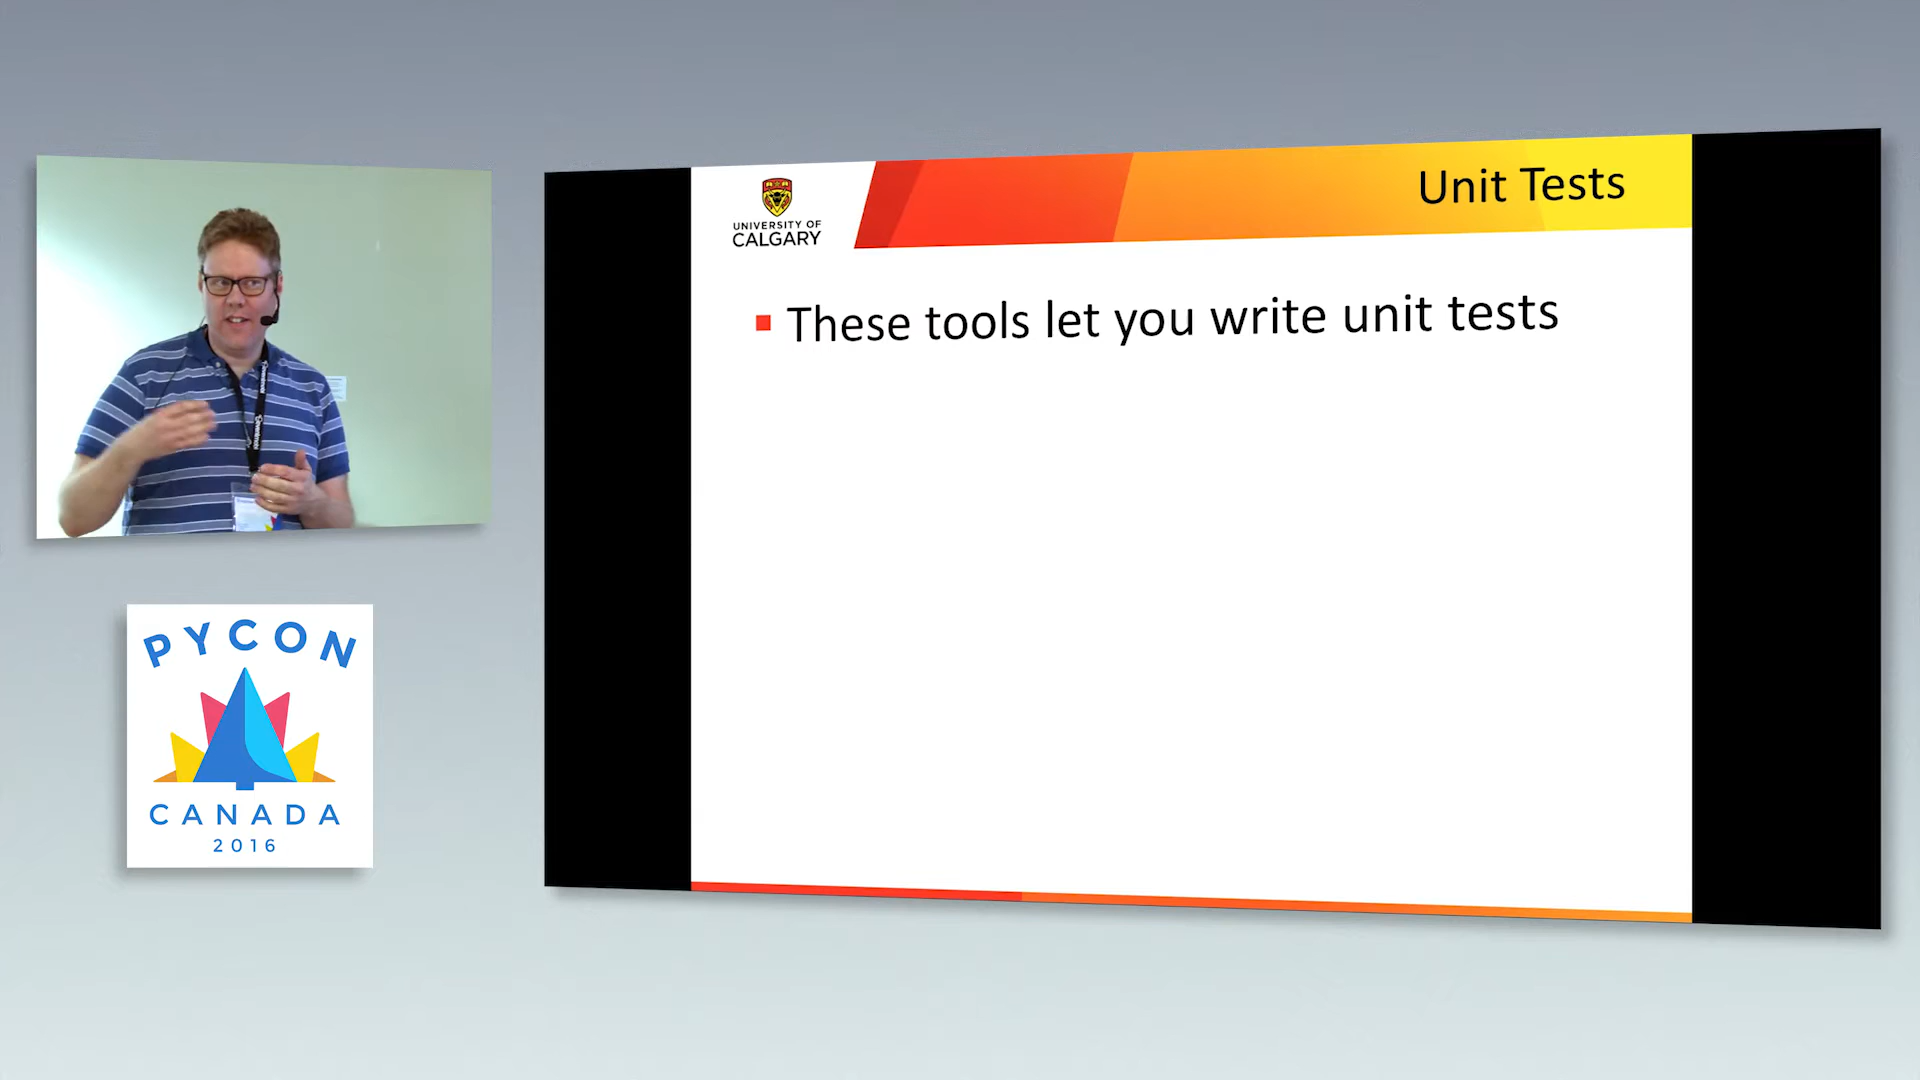 UNIVERSITY OF
CALGARY
Unit Tests
These tools let you write unit tests
PYCON
CANADA
2016